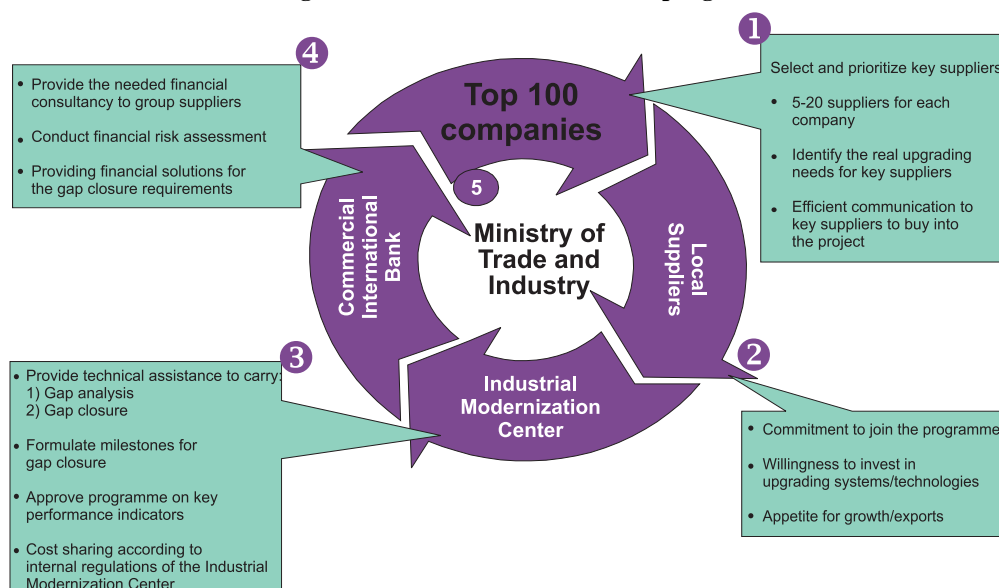 1
Select and prioritize key suppliers
• 5-20 suppliers for each
company
• Identify the real upgrading
needs for key suppliers
• Efficient communication to
key suppliers to buy into
the project
4
• Provide the needed financial
consultancy to group suppliers
• Conduct financial risk assessment
• Providing financial solutions for
the gap closure requirements
Top 100
companies
5
Ministry of
Trade and
Industry
Commercial
International
Bank
Local
Suppliers
Industrial
Modernization
Center
3
• Provide technical assistance to carry:
1) Gap analysis
2) Gap closure
• Formulate milestones for
gap closure
• Approve programme on key
performance indicators
• Cost sharing according to
internal regulations of the Industrial
Modernization Center
2
• Commitment to join the programme
• Willingness to invest in
upgrading systems/technologies
• Appetite for growth/exports